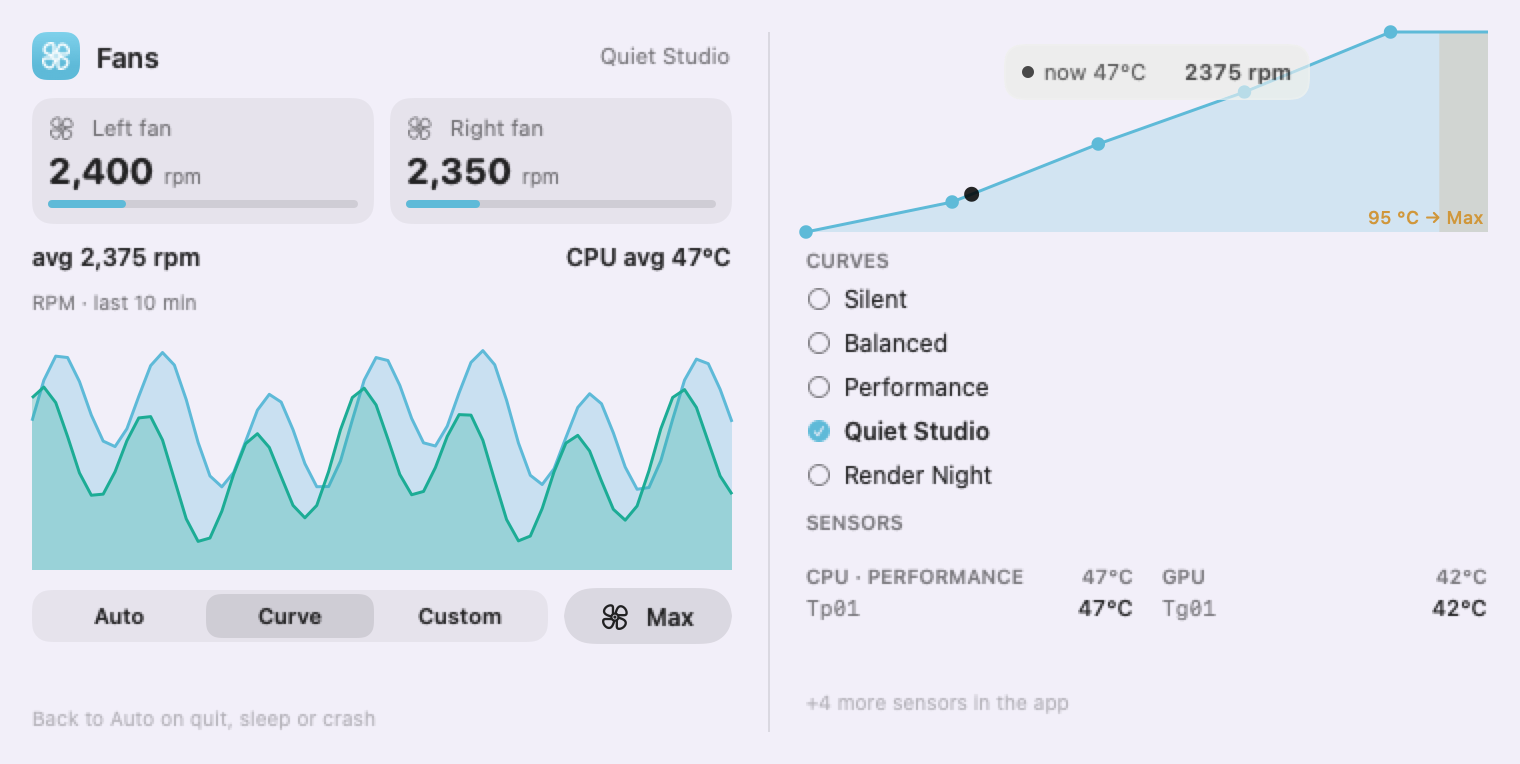 Fans
Quiet Studio
Left fan
2,400 rpm
Right fan
2,350 rpm
avg 2,375 rpm
CPU avg 47°C
RPM · last 10 min
Auto
Curve
Custom
Max
Back to Auto on quit, sleep or crash
now 47°C 2375 rpm
95 °C → Max
CURVES
Silent
Balanced
Performance
Quiet Studio
Render Night
SENSORS
CPU · PERFORMANCE 47°C
Tp01 47°C
GPU 42°C
Tg01 42°C
+4 more sensors in the app